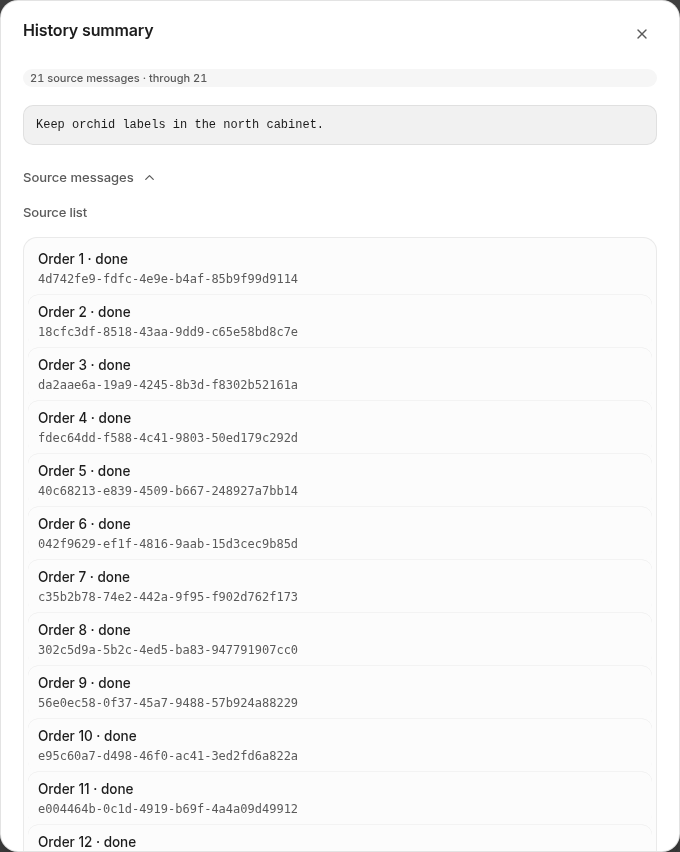 History summary
21 source messages · through 21
Keep orchid labels in the north cabinet.
Source messages
Source list
Order 1 · done
4d742fe9-fdfc-4e9e-b4af-85b9f99d9114
Order 2 · done
18cfc3df-8518-43aa-9dd9-c65e58bd8c7e
Order 3 · done
da2aae6a-19a9-4245-8b3d-f8302b52161a
Order 4 · done
fdec64dd-f588-4c41-9803-50ed179c292d
Order 5 · done
40c68213-e839-4509-b667-248927a7bb14
Order 6 · done
042f9629-ef1f-4816-9aab-15d3cec9b85d
Order 7 · done
c35b2b78-74e2-442a-9f95-f902d762f173
Order 8 · done
302c5d9a-5b2c-4ed5-ba83-947791907cc0
Order 9 · done
56e0ec58-0f37-45a7-9488-57b924a88229
Order 10 · done
e95c60a7-d498-46f0-ac41-3ed2fd6a822a
Order 11 · done
e004464b-0c1d-4919-b69f-4a4a09d49912
Order 12 · done